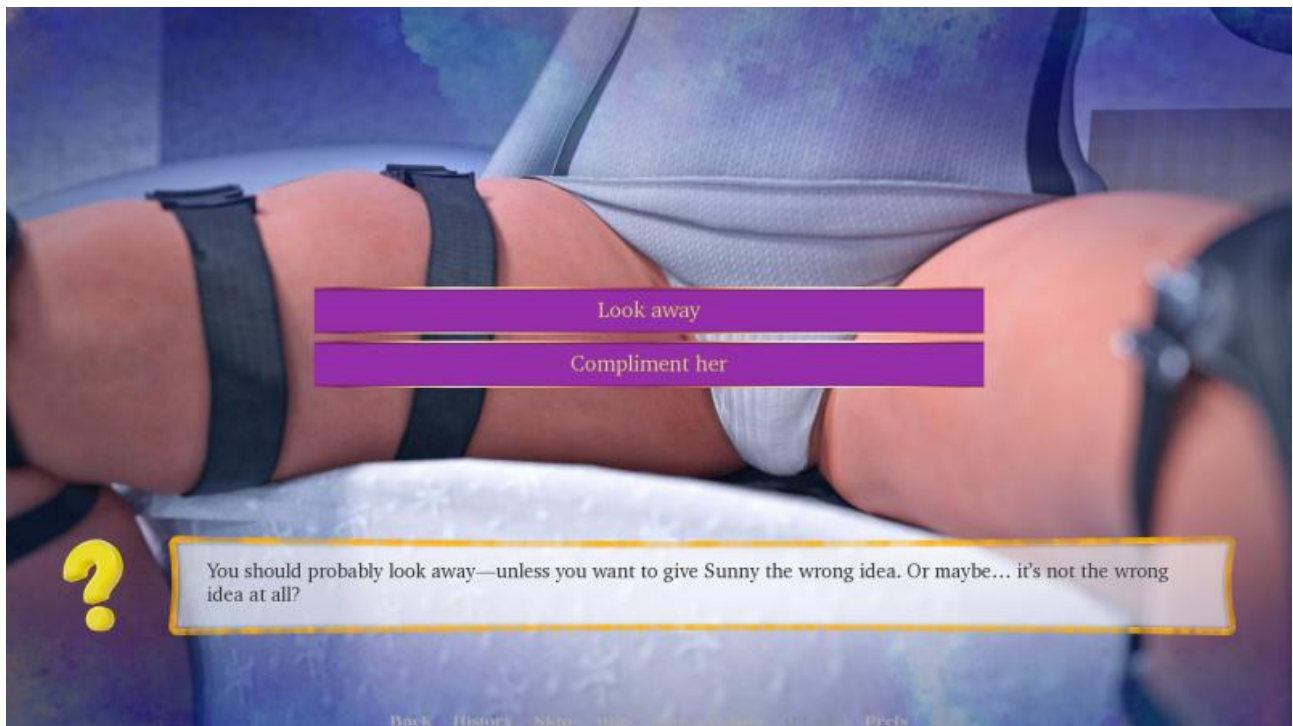 Look away
Compliment her
You should probably look away—unless you want to give Sunny the wrong idea. Or maybe… it's not the wrong
idea at all?
Back History Prefs